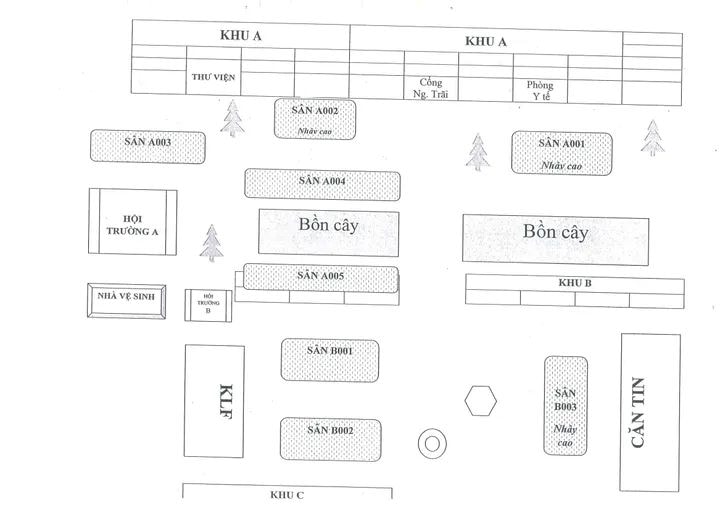 KHU A
KHU A
THƯ VIỆN
Cổng
Ng. Trãi
Phòng
Y tế
SÂN A002
Nhảy cao
SÂN A003
SÂN A001
Nhảy cao
SÂN A004
HỘI
TRƯỜNG A
Bồn cây
Bồn cây
SÂN A005
KHU B
NHÀ VỆ SINH
HỘI
TRƯỜNG
B
SÂN B001
KLF
SÂN
B003
Nhảy
cao
CĂN TIN
SÂN B002
KHU C